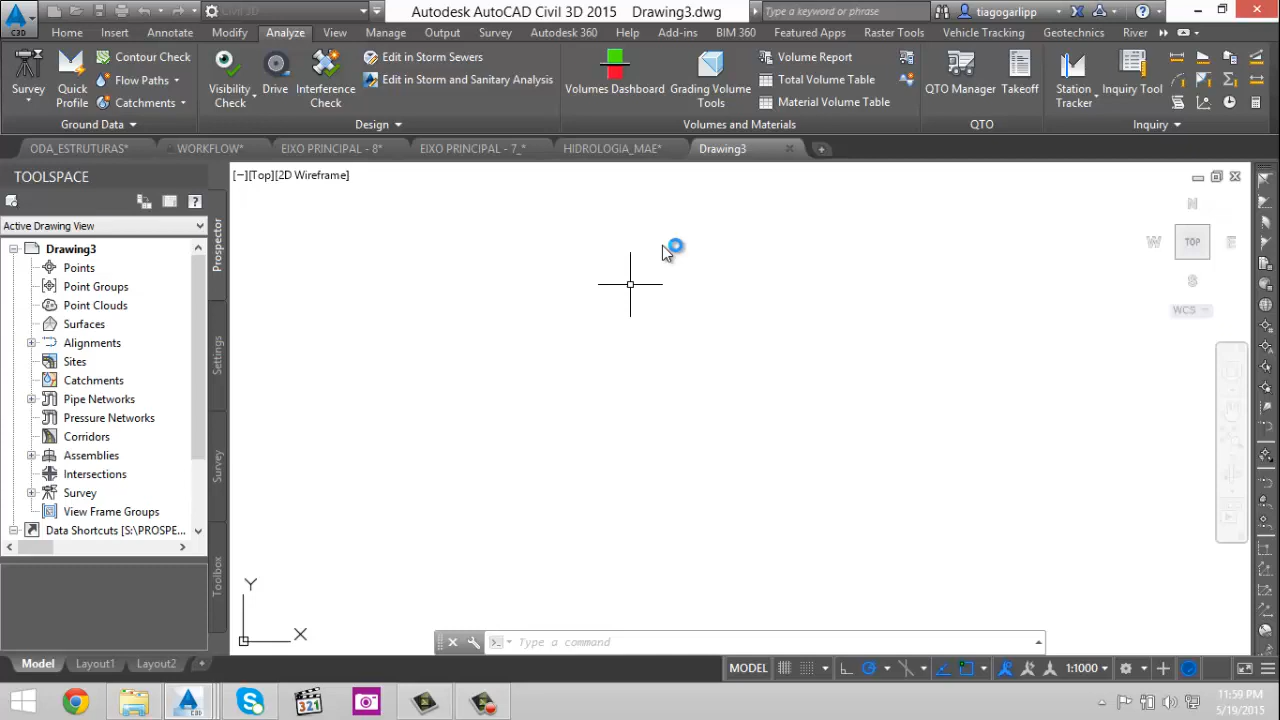 Civil 3D
Autodesk AutoCAD Civil 3D 2015 Drawing3.dwg
Type a keyword or phrase
tiagogarlipp
C3D
Home Insert Annotate Modify Analyze View Manage Output Survey Autodesk 360 Help Add-ins BIM 360 Featured Apps Raster Tools Vehicle Tracking Geotechnics River
Survey
Quick Profile
Contour Check
Flow Paths
Catchments
Ground Data
Visibility Check
Drive
Interference Check
Edit in Storm Sewers
Edit in Storm and Sanitary Analysis
Design
Volumes Dashboard
Grading Volume Tools
Volume Report
Total Volume Table
Material Volume Table
Volumes and Materials
QTO Manager
Takeoff
QTO
Station Tracker
Inquiry Tool
Inquiry
ODA_ESTRUTURAS* WORKFLOW* EIXO PRINCIPAL - 8* EIXO PRINCIPAL - 7_* HIDROLOGIA_MAE* Drawing3
TOOLSPACE
Active Drawing View
Drawing3
Points
Point Groups
Point Clouds
Surfaces
Alignments
Sites
Catchments
Pipe Networks
Pressure Networks
Corridors
Assemblies
Intersections
Survey
View Frame Groups
Data Shortcuts [S:\PROSPE...
Prospector
Settings
Survey
Toolbox
[−][Top][2D Wireframe]
N
W TOP E
S
WCS
Y
X
Type a command
Model Layout1 Layout2
MODEL 1:1000
321
11:59 PM
5/19/2015